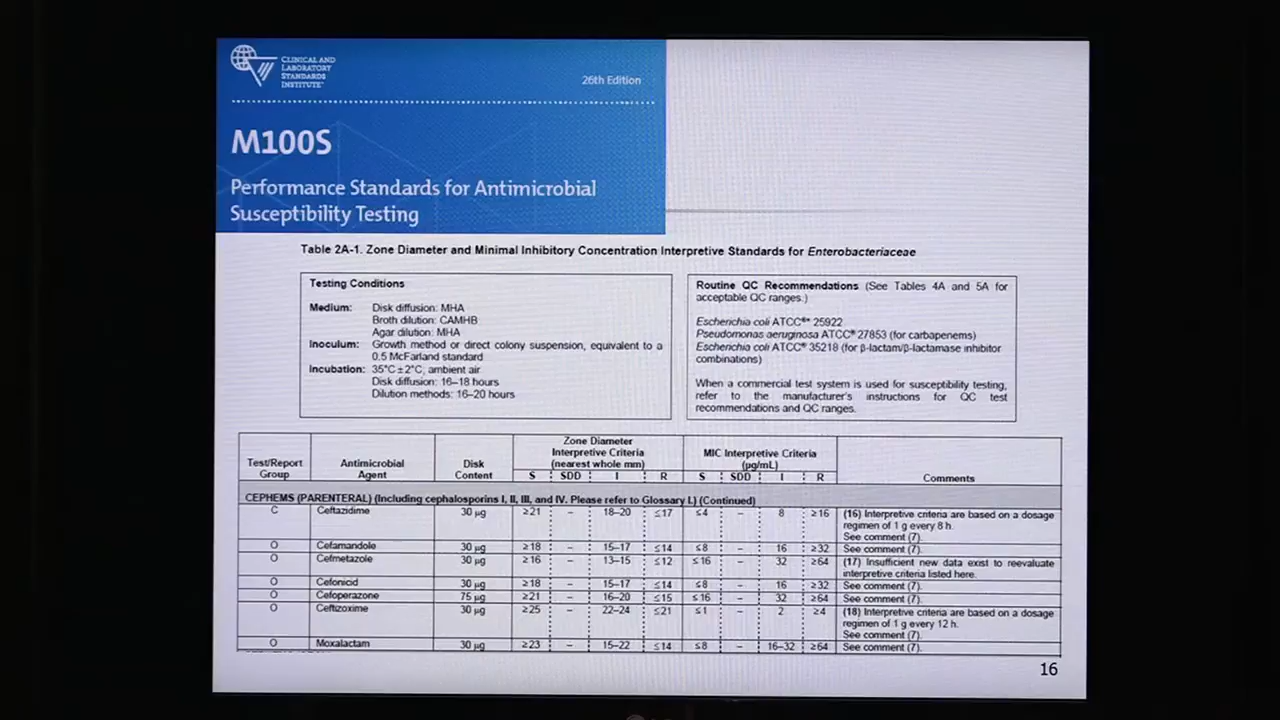 CLINICAL AND
LABORATORY
STANDARDS
INSTITUTE
26th Edition
M100S
Performance Standards for Antimicrobial
Susceptibility Testing
Table 2A-1. Zone Diameter and Minimal Inhibitory Concentration Interpretive Standards for Enterobacteriaceae
Testing Conditions
Medium: Disk diffusion: MHA
Broth dilution: CAMHB
Agar dilution: MHA
Inoculum: Growth method or direct colony suspension, equivalent to a
0.5 McFarland standard
Incubation: 35°C ± 2°C, ambient air
Disk diffusion: 16–18 hours
Dilution methods: 16–20 hours
Routine QC Recommendations (See Tables 4A and 5A for
acceptable QC ranges.)
Escherichia coli ATCC®* 25922
Pseudomonas aeruginosa ATCC® 27853 (for carbapenems)
Escherichia coli ATCC® 35218 (for β-lactam/β-lactamase inhibitor
combinations)
When a commercial test system is used for susceptibility testing,
refer to the manufacturer's instructions for QC test
recommendations and QC ranges.
Test/Report
Group
Antimicrobial
Agent
Disk
Content
Zone Diameter
Interpretive Criteria
(nearest whole mm)
S SDD I R
MIC Interpretive Criteria
(µg/mL)
S SDD I R
Comments
CEPHEMS (PARENTERAL) (Including cephalosporins I, II, III, and IV. Please refer to Glossary I.) (Continued)
C Ceftazidime 30 µg ≥21 – 18–20 ≤17 ≤4 – 8 ≥16 (16) Interpretive criteria are based on a dosage
regimen of 1 g every 8 h.
See comment (7).
O Cefamandole 30 µg ≥18 – 15–17 ≤14 ≤8 – 16 ≥32 See comment (7).
O Cefmetazole 30 µg ≥16 – 13–15 ≤12 ≤16 – 32 ≥64 (17) Insufficient new data exist to reevaluate
interpretive criteria listed here.
O Cefonicid 30 µg ≥18 – 15–17 ≤14 ≤8 – 16 ≥32 See comment (7).
O Cefoperazone 75 µg ≥21 – 16–20 ≤15 ≤16 – 32 ≥64 See comment (7).
O Ceftizoxime 30 µg ≥25 – 22–24 ≤21 ≤1 – 2 ≥4 (18) Interpretive criteria are based on a dosage
regimen of 1 g every 12 h.
See comment (7).
O Moxalactam 30 µg ≥23 – 15–22 ≤14 ≤8 – 16–32 ≥64 See comment (7).
16